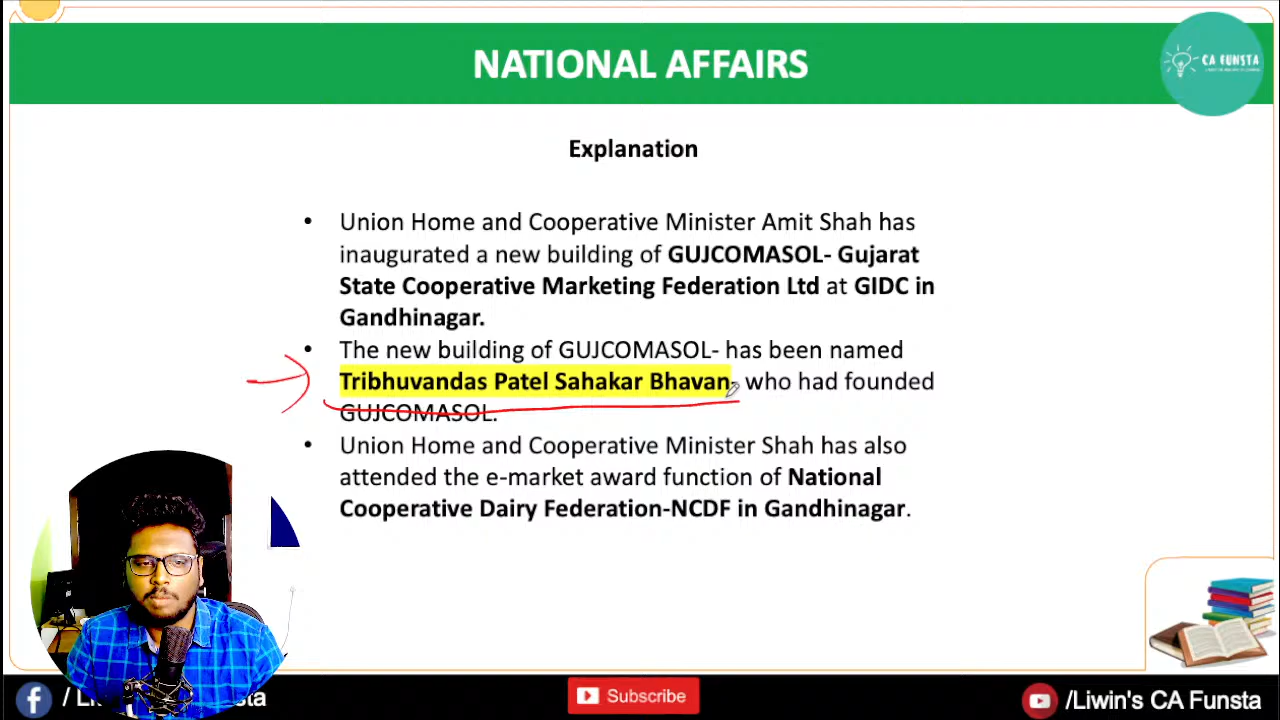 NATIONAL AFFAIRS
CA FUNSTA
Explanation
• Union Home and Cooperative Minister Amit Shah has
inaugurated a new building of GUJCOMASOL- Gujarat
State Cooperative Marketing Federation Ltd at GIDC in
Gandhinagar.
• The new building of GUJCOMASOL- has been named
Tribhuvandas Patel Sahakar Bhavan- who had founded
GUJCOMASOL.
• Union Home and Cooperative Minister Shah has also
attended the e-market award function of National
Cooperative Dairy Federation-NCDF in Gandhinagar.
Subscribe
/Liwin's CA Funsta